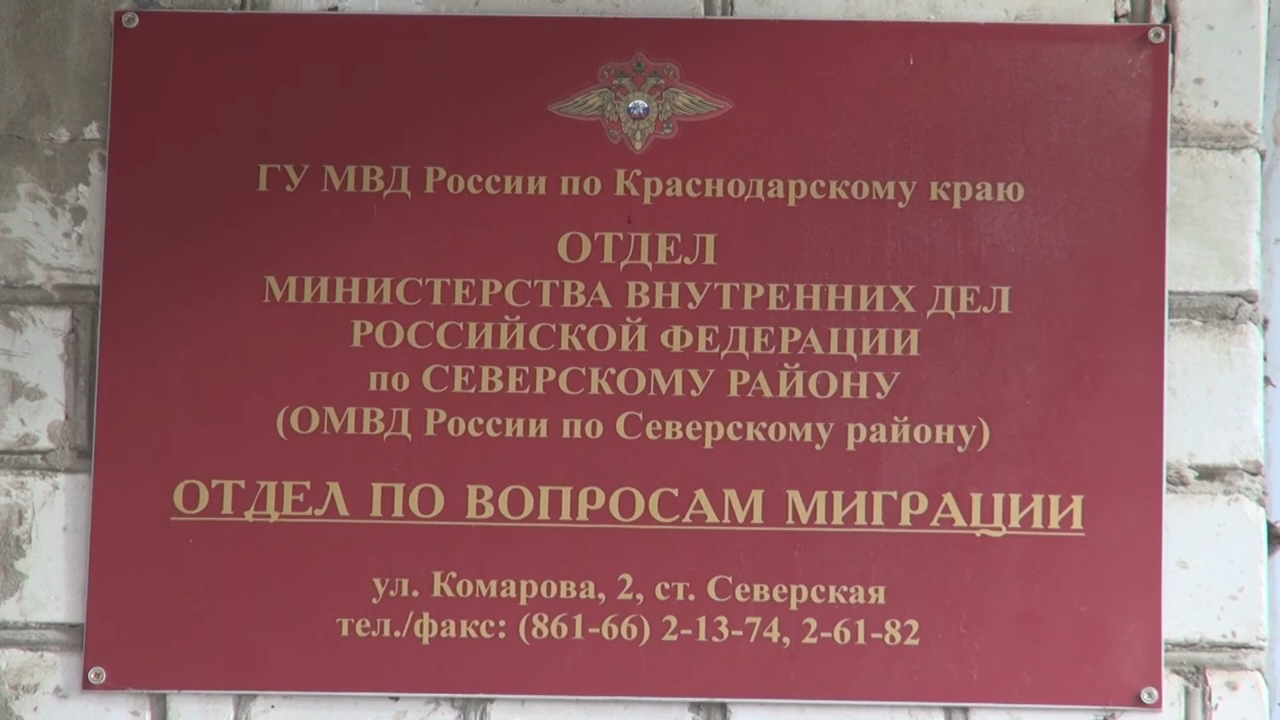 ГУ МВД России по Краснодарскому краю
ОТДЕЛ
МИНИСТЕРСТВА ВНУТРЕННИХ ДЕЛ
РОССИЙСКОЙ ФЕДЕРАЦИИ
по СЕВЕРСКОМУ РАЙОНУ
(ОМВД России по Северскому району)
ОТДЕЛ ПО ВОПРОСАМ МИГРАЦИИ
ул. Комарова, 2, ст. Северская
тел./факс: (861-66) 2-13-74, 2-61-82